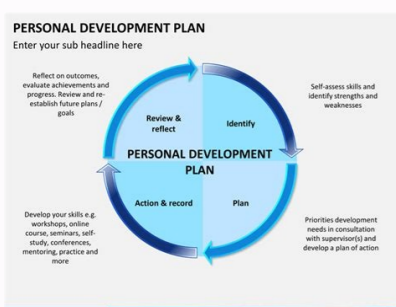 PERSONAL DEVELOPMENT PLAN
Enter your sub headline here
Reflect on outcomes,
evaluate achievements and
progress. Review and re-
establish future plans /
goals
Self-assess skills and
identify strengths and
weaknesses
Review &
reflect
Identify
PERSONAL DEVELOPMENT
PLAN
Action & record
Plan
Develop your skills e.g.
workshops, online
course, seminars, self-
study, conferences,
mentoring, practice and
more
Priorities development
needs in consultation
with supervisor(s) and
develop a plan of action